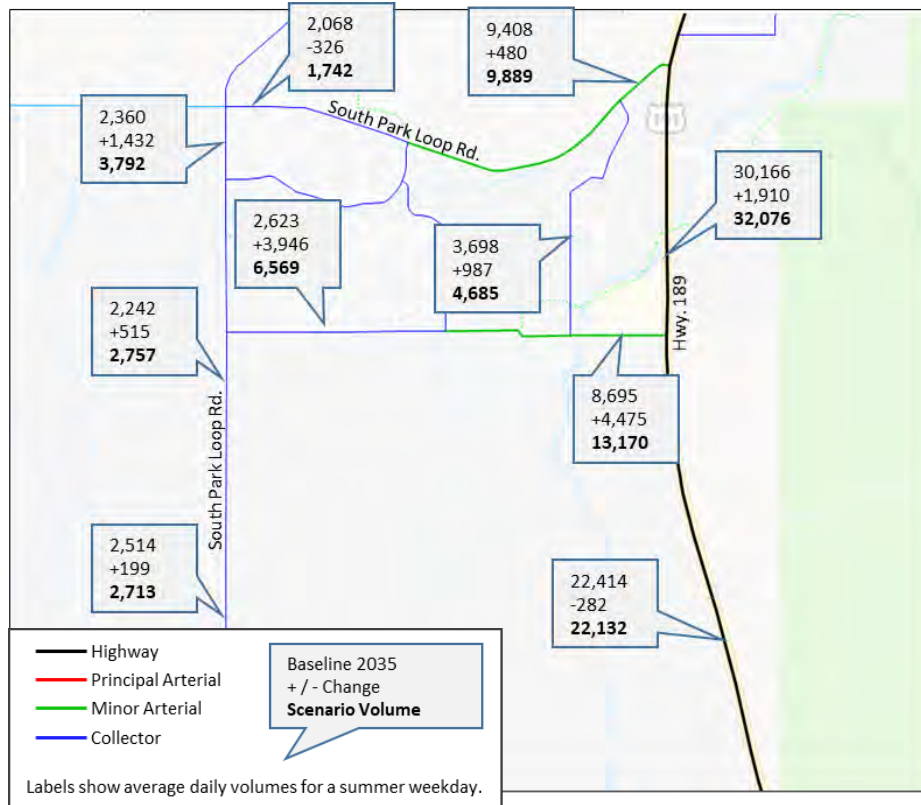 2,068
-326
1,742
9,408
+480
9,889
South Park Loop Rd.
2,360
+1,432
3,792
30,166
+1,910
32,076
2,623
+3,946
6,569
3,698
+987
4,685
2,242
+515
2,757
Hwy. 189
8,695
+4,475
13,170
South Park Loop Rd.
2,514
+199
2,713
22,414
-282
22,132
Highway
Principal Arterial
Minor Arterial
Collector
Baseline 2035
+ / - Change
Scenario Volume
Labels show average daily volumes for a summer weekday.